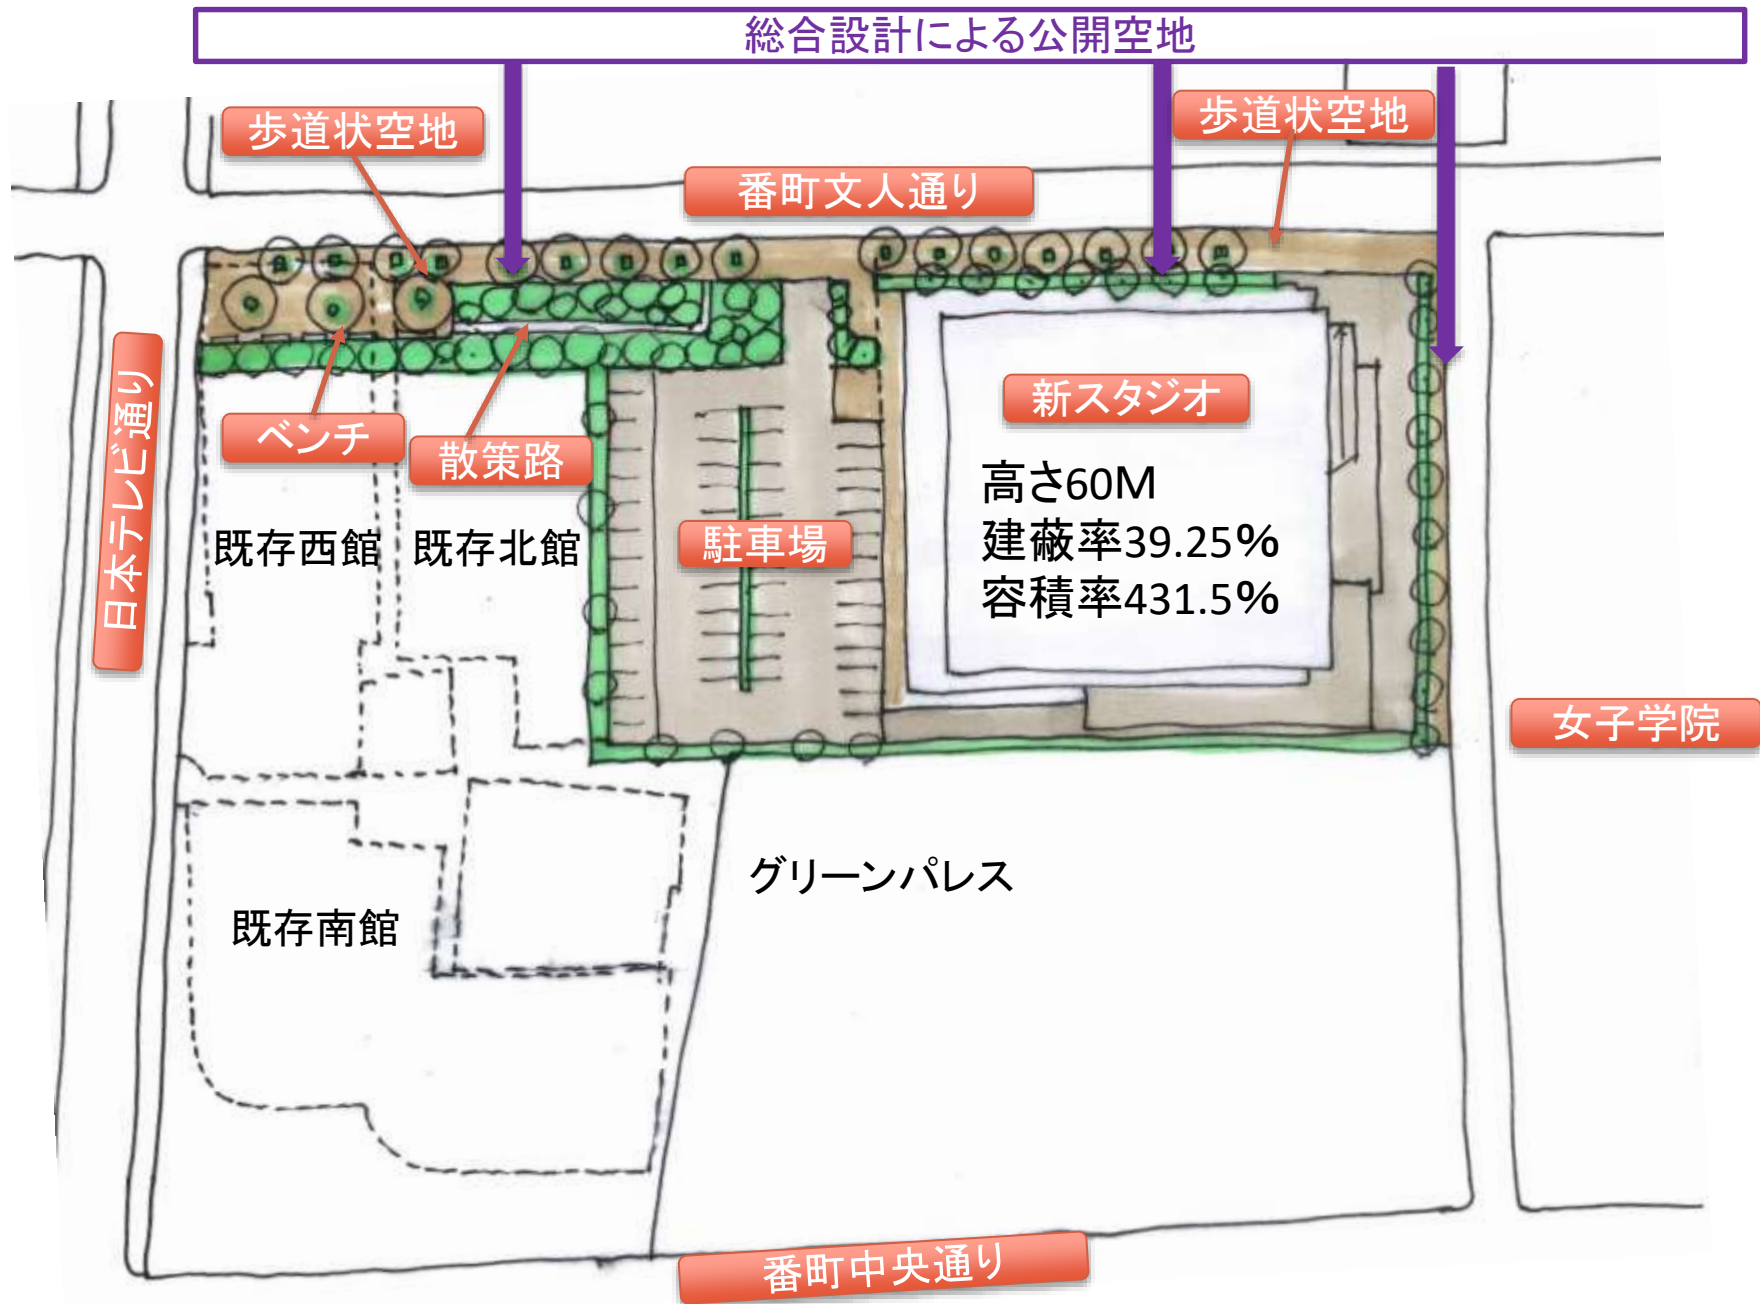 総合設計による公開空地
歩道状空地
歩道状空地
番町文人通り
日本テレビ通り
ベンチ
散策路
新スタジオ
高さ60M
建蔽率39.25%
容積率431.5%
既存西館
既存北館
駐車場
女子学院
グリーンパレス
既存南館
番町中央通り